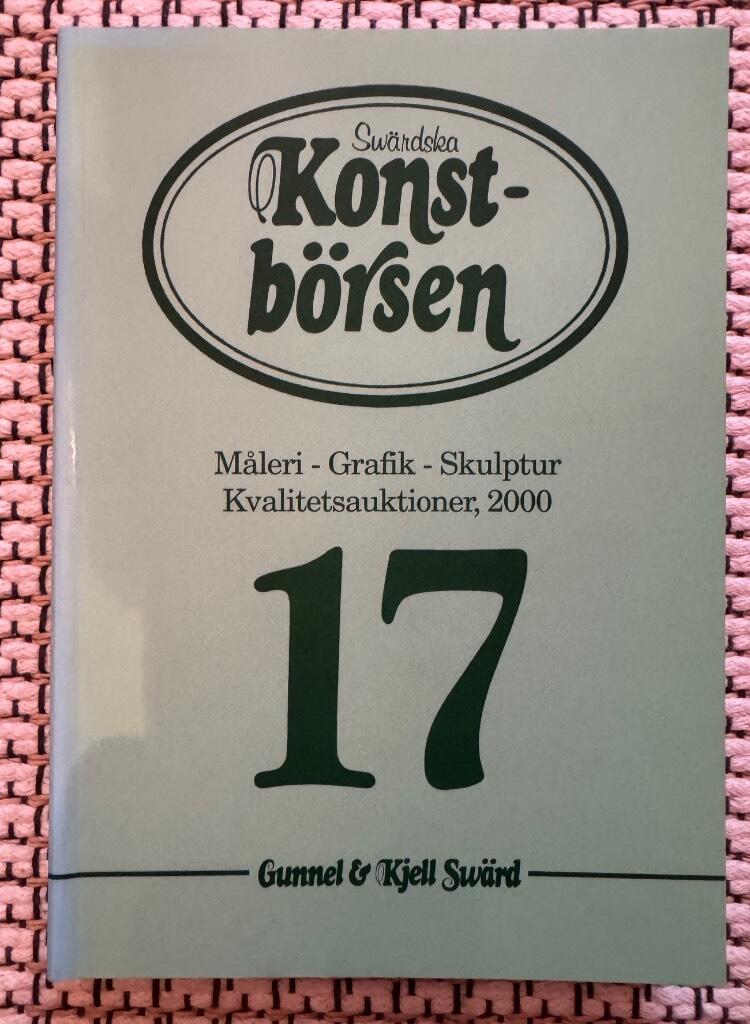 Swärdska
Konst-
börsen
Måleri - Grafik - Skulptur
Kvalitetsauktioner, 2000
17
Gunnel & Kjell Swärd